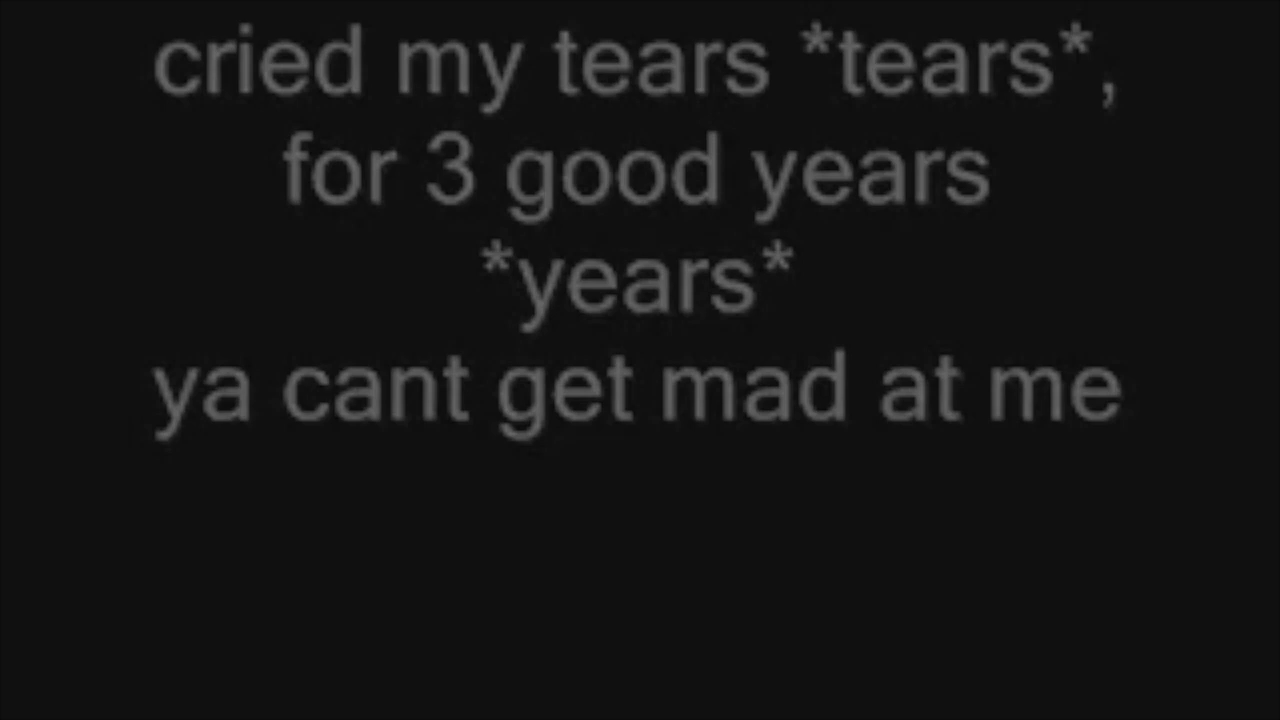 cried my tears *tears*,
for 3 good years
*years*
ya cant get mad at me